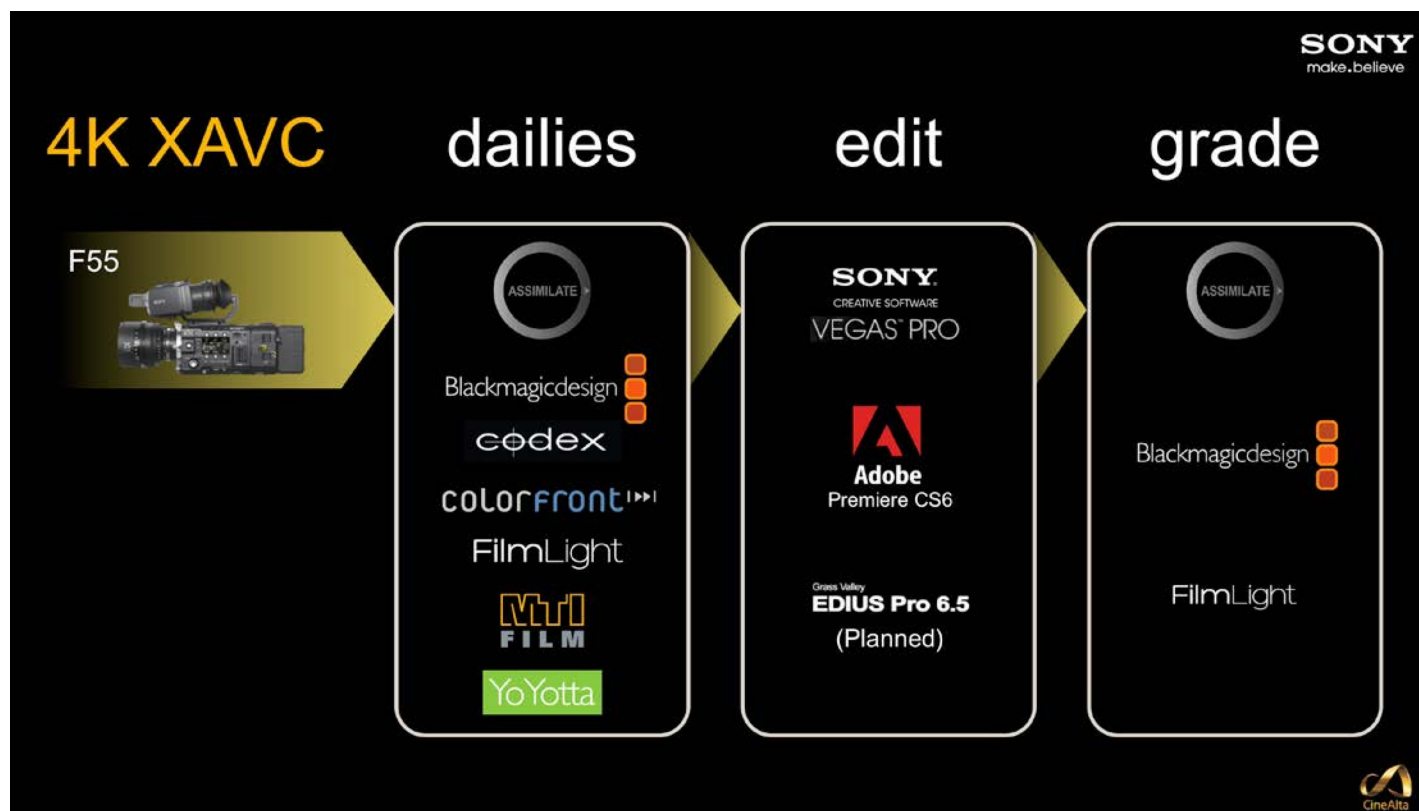 SONY
make.believe
4K XAVC
dailies
edit
grade
F55
ASSIMILATE
Blackmagicdesign
codex
colorfront
FilmLight
MTI
FILM
YoYotta
SONY
CREATIVE SOFTWARE
VEGAS™ PRO
Adobe
Premiere CS6
Grass Valley
EDIUS Pro 6.5
(Planned)
ASSIMILATE
Blackmagicdesign
FilmLight
CineAlta